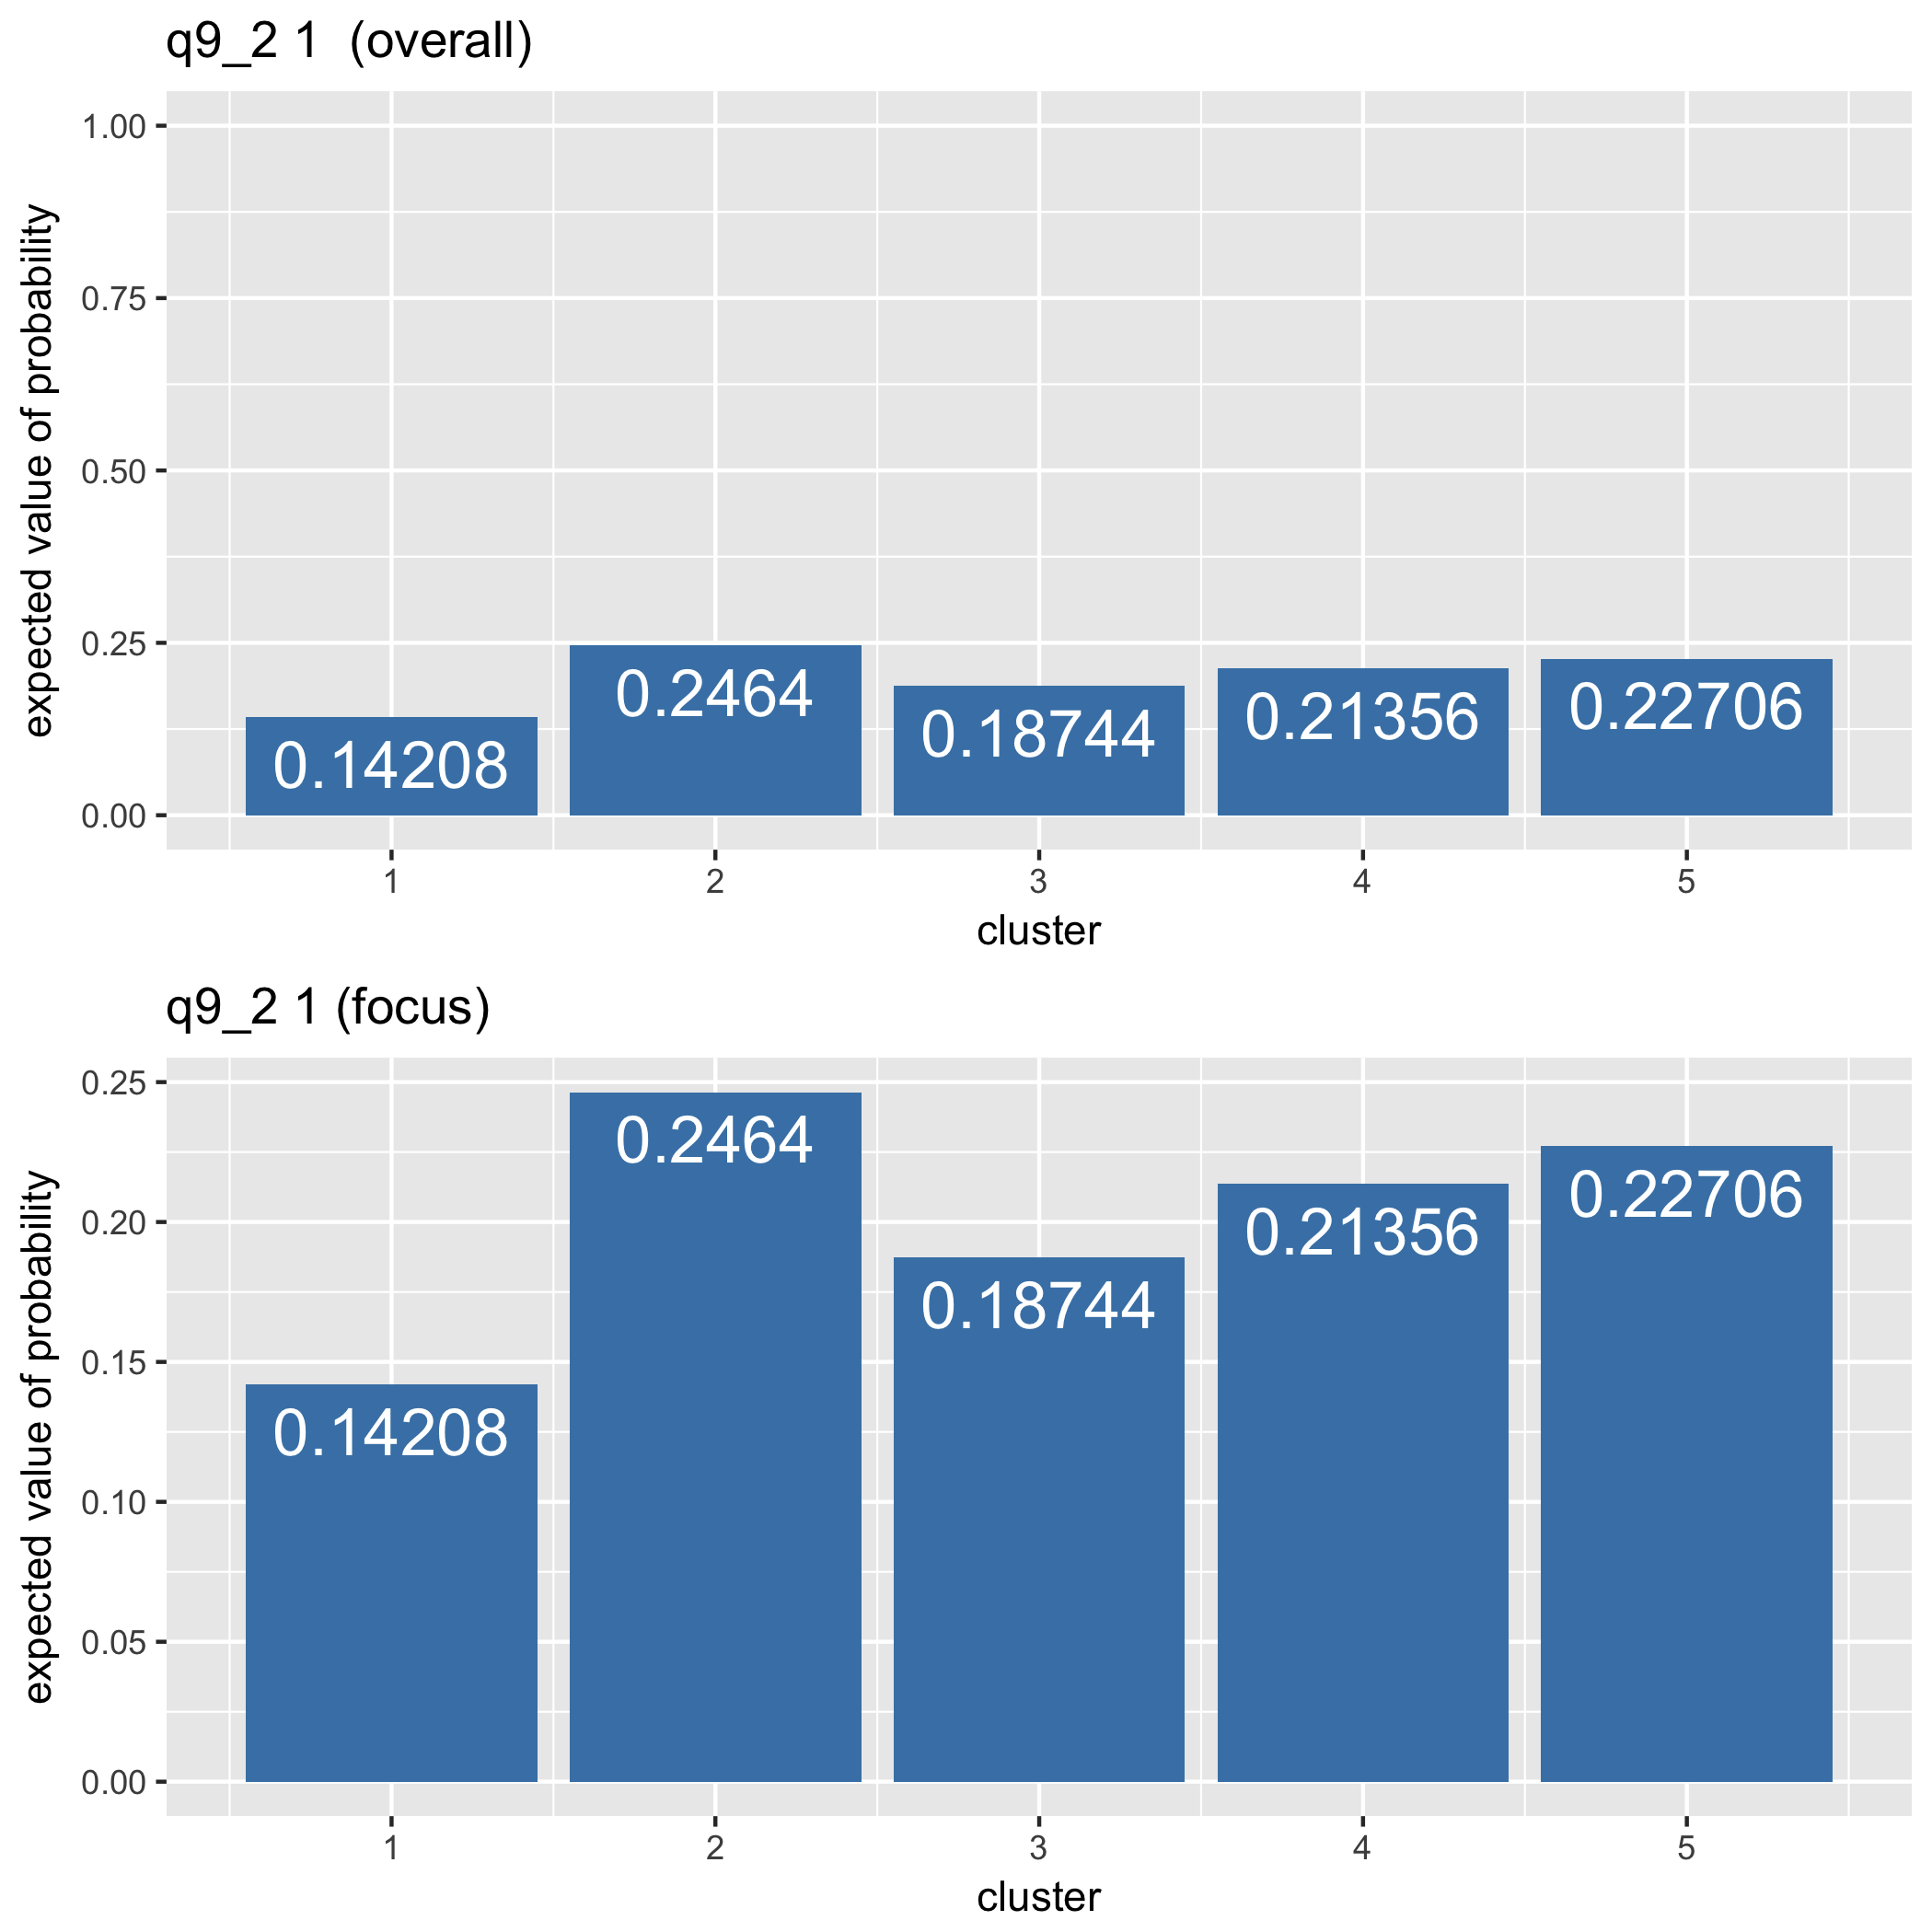 q9_2 1  (overall)
expected value of probability
1.00
0.75
0.50
0.25
0.00
0.14208
0.2464
0.18744
0.21356
0.22706
1 2 3 4 5
cluster
q9_2 1 (focus)
expected value of probability
0.25
0.20
0.15
0.10
0.05
0.00
0.14208
0.2464
0.18744
0.21356
0.22706
1 2 3 4 5
cluster